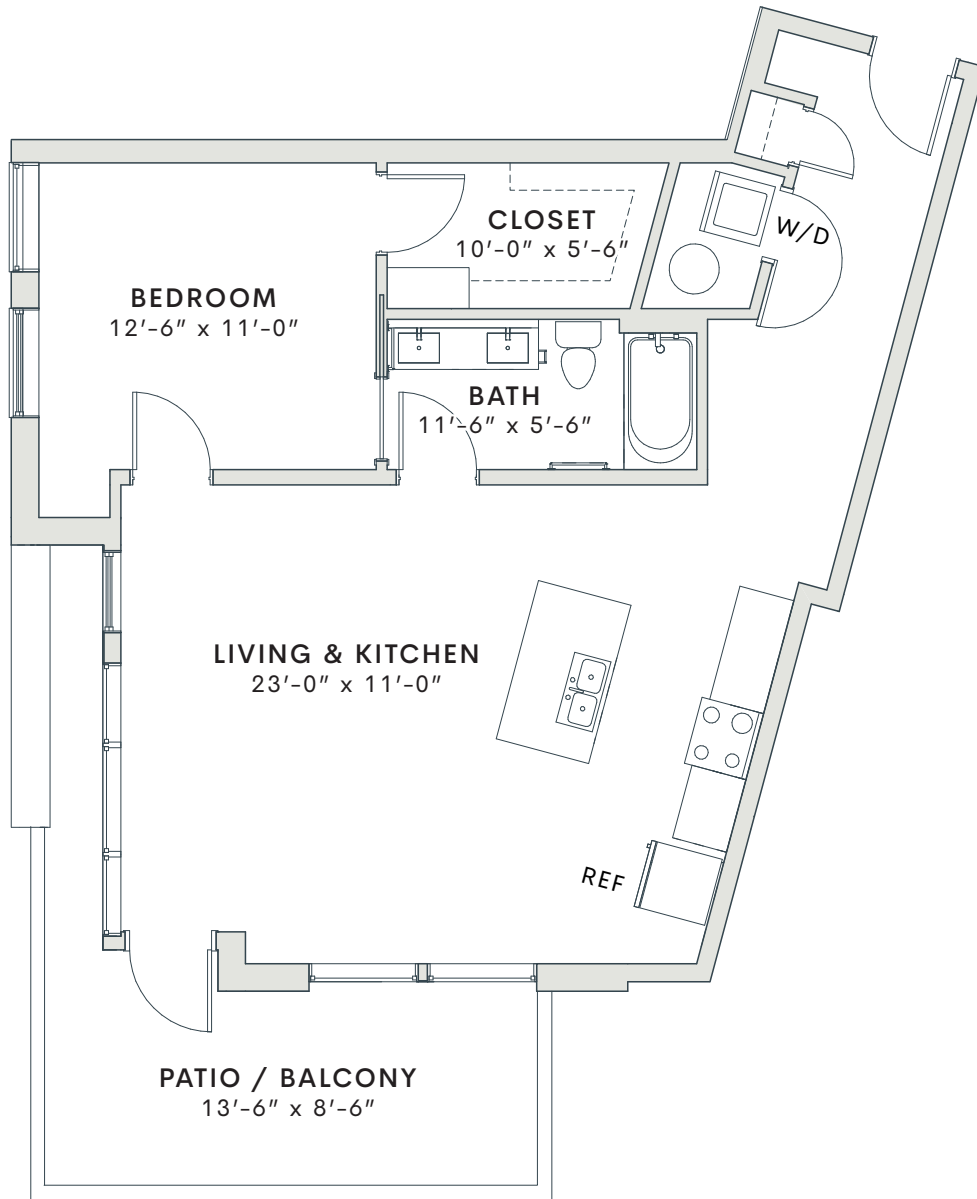 W/D
CLOSET
10′-0″ x 5′-6″
BEDROOM
12′-6″ x 11′-0″
BATH
11′-6″ x 5′-6″
LIVING & KITCHEN
23′-0″ x 11′-0″
REF
PATIO / BALCONY
13′-6″ x 8′-6″